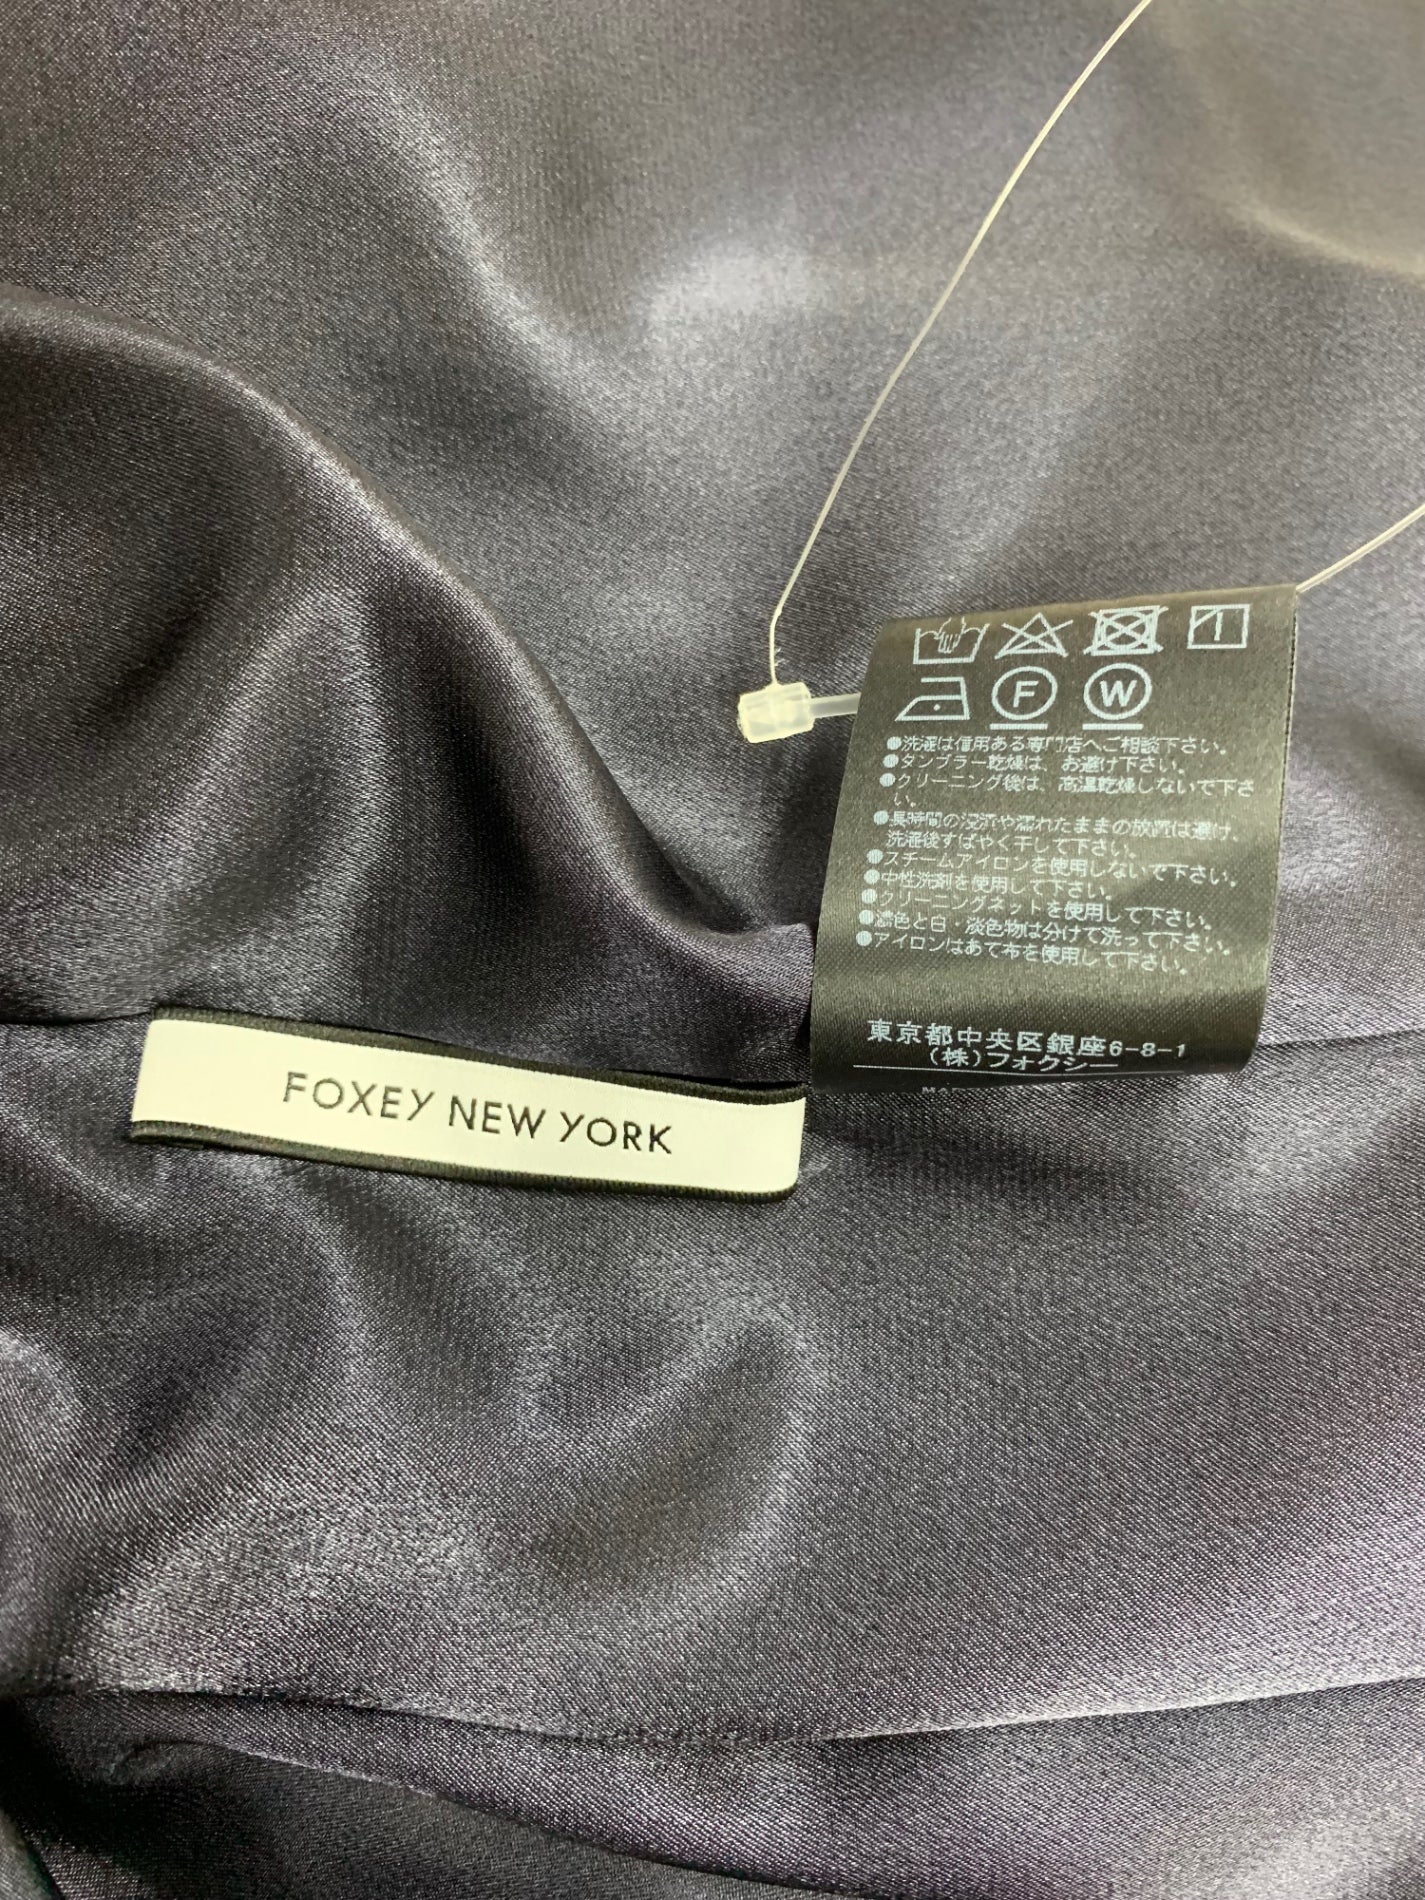 F W
●洗濯は信用ある専門店へご相談下さい。
●タンブラー乾燥は、お避け下さい。
●クリーニング後は、高温乾燥しないで下さ
い。
●長時間の浸漬や濡れたままの放置は避け、
洗濯後すばやく干して下さい。
●スチームアイロンを使用しないで下さい。
●中性洗剤を使用して下さい。
●クリーニングネットを使用して下さい。
●濃色と白・淡色物は分けて洗って下さい。
●アイロンはあて布を使用して下さい。
東京都中央区銀座6-8-1
(株)フォクシー
FOXEY NEW YORK